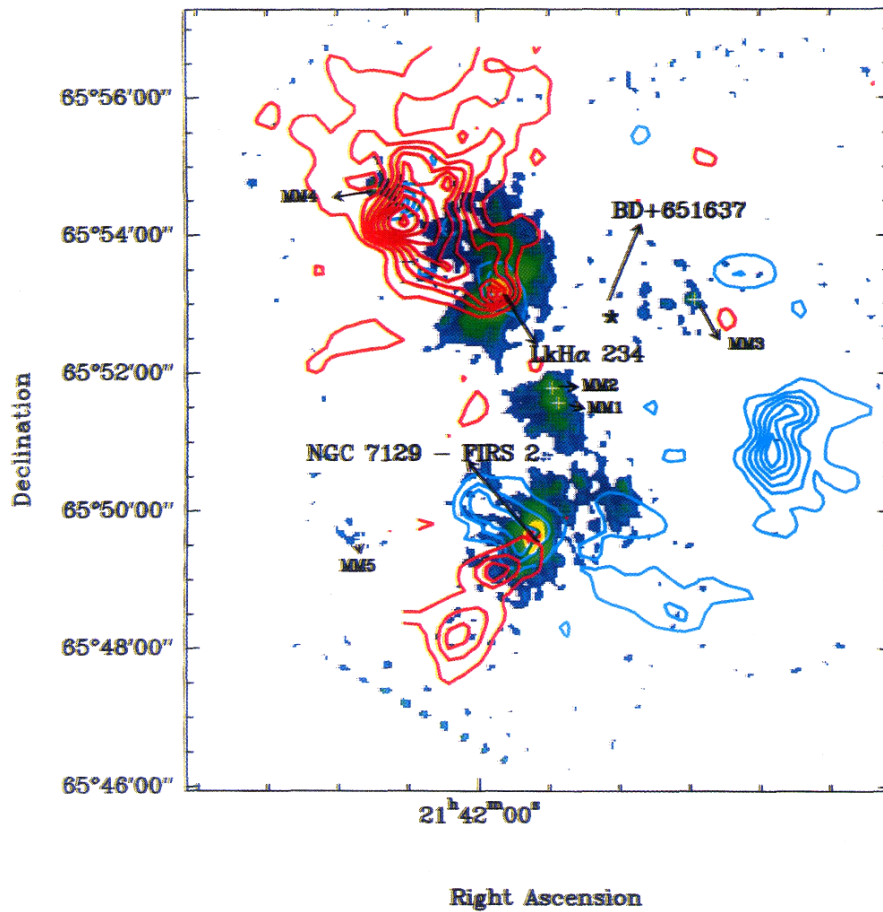 65°56′00″
MM4
BD+651637
65°54′00″
MM3
LkHα 234
65°52′00″
MM2
MM1
NGC 7129 – FIRS 2
65°50′00″
MM5
65°48′00″
65°46′00″
21ʰ42ᵐ00ˢ
Declination
Right Ascension